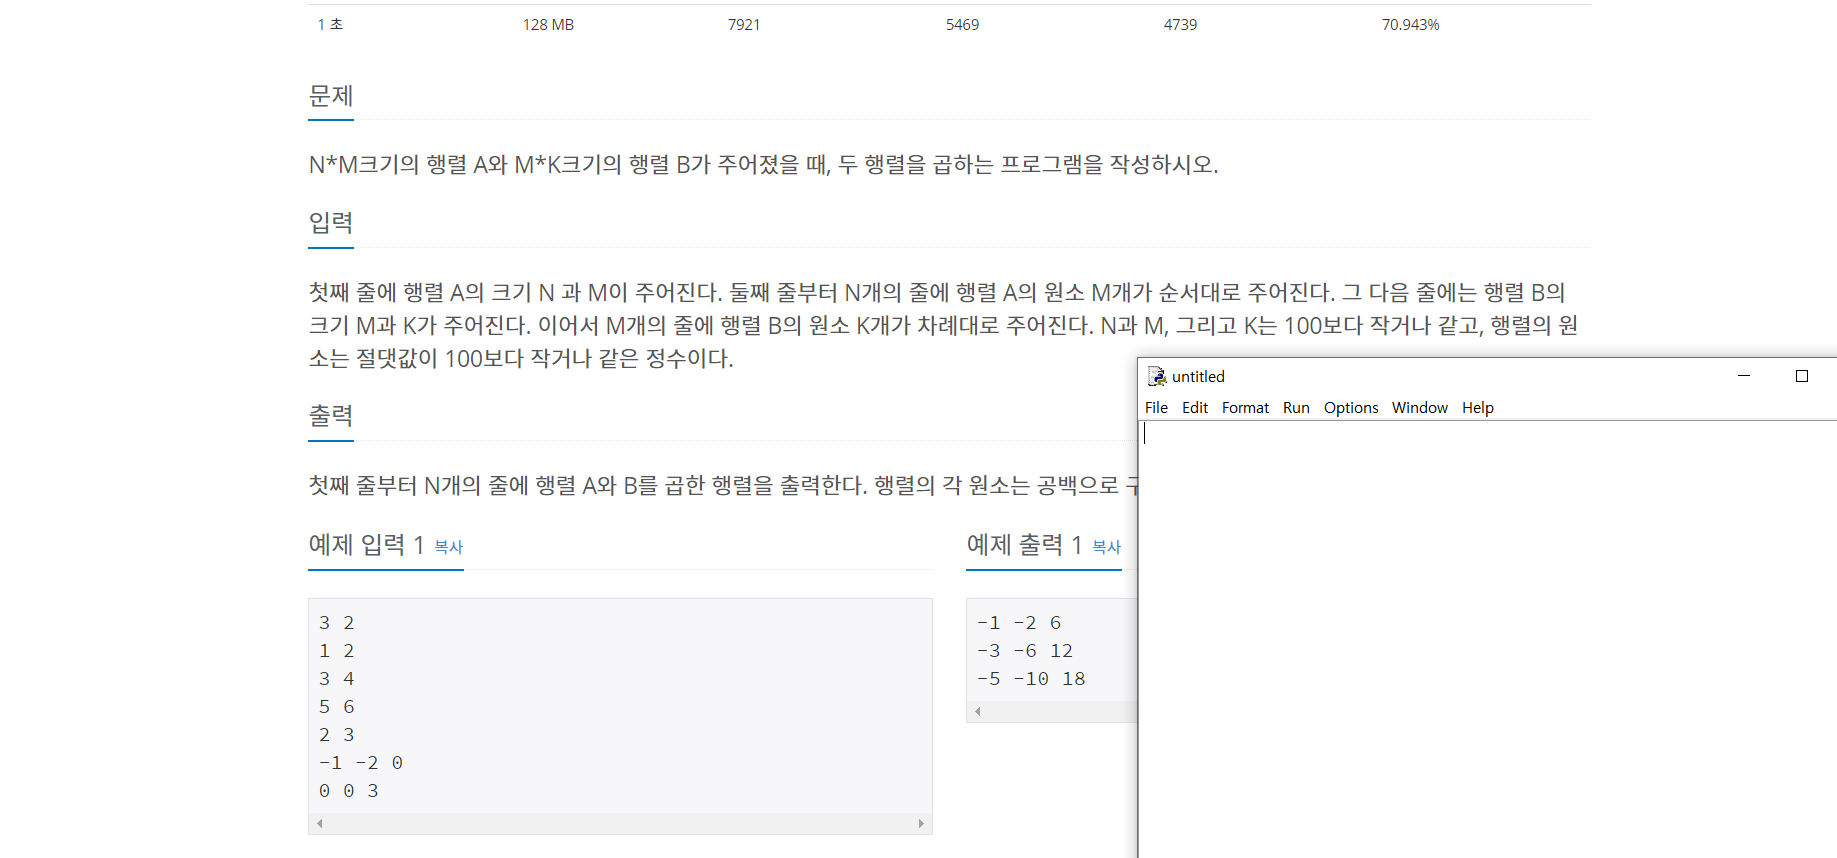 1 초 128 MB 7921 5469 4739 70.943%
문제
N*M크기의 행렬 A와 M*K크기의 행렬 B가 주어졌을 때, 두 행렬을 곱하는 프로그램을 작성하시오.
입력
첫째 줄에 행렬 A의 크기 N 과 M이 주어진다. 둘째 줄부터 N개의 줄에 행렬 A의 원소 M개가 순서대로 주어진다. 그 다음 줄에는 행렬 B의
크기 M과 K가 주어진다. 이어서 M개의 줄에 행렬 B의 원소 K개가 차례대로 주어진다. N과 M, 그리고 K는 100보다 작거나 같고, 행렬의 원
소는 절댓값이 100보다 작거나 같은 정수이다.
출력
첫째 줄부터 N개의 줄에 행렬 A와 B를 곱한 행렬을 출력한다. 행렬의 각 원소는 공백으로
예제 입력 1 복사
3 2
1 2
3 4
5 6
2 3
-1 -2 0
0 0 3
예제 출력 1 복사
-1 -2 6
-3 -6 12
-5 -10 18
untitled
File Edit Format Run Options Window Help